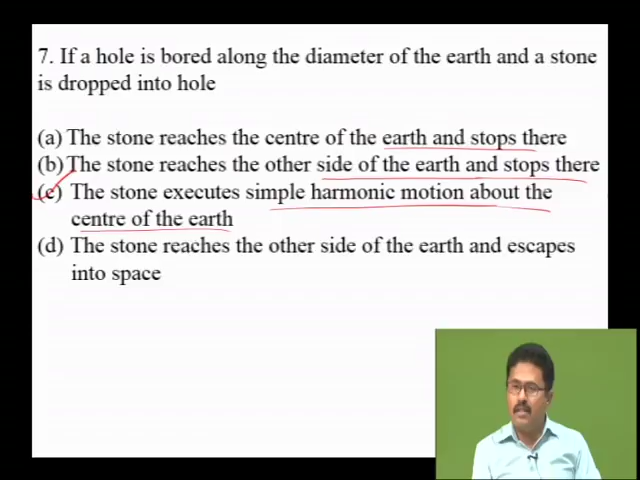 7. If a hole is bored along the diameter of the earth and a stone
is dropped into hole
(a) The stone reaches the centre of the earth and stops there
(b) The stone reaches the other side of the earth and stops there
(c) The stone executes simple harmonic motion about the
centre of the earth
(d) The stone reaches the other side of the earth and escapes
into space